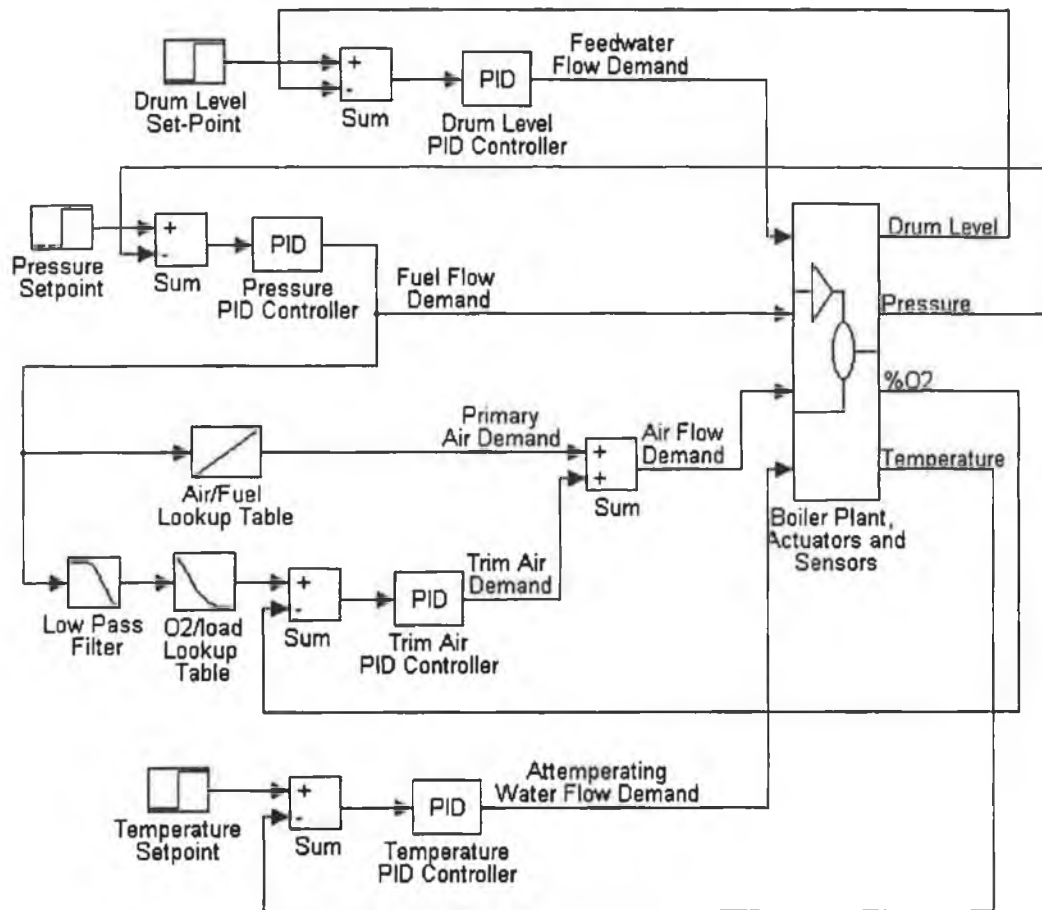 Feedwater
Flow Demand
+
-
PID
Drum Level
Set-Point
Sum
Drum Level
PID Controller
Drum Level
+
-
PID
Pressure
Setpoint
Sum
Pressure
PID Controller
Fuel Flow
Demand
Pressure
%O2
Primary
Air Demand
+
+
Air Flow
Demand
Temperature
Air/Fuel
Lookup Table
Sum
Boiler Plant,
Actuators and
Sensors
Trim Air
Demand
+
-
PID
Low Pass
Filter
O2/load
Lookup
Table
Sum
Trim Air
PID Controller
Attemperating
Water Flow Demand
+
-
PID
Temperature
Setpoint
Sum
Temperature
PID Controller